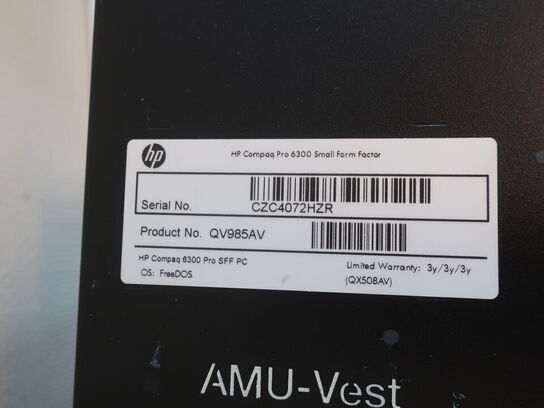 hp
HP Compaq Pro 6300 Small Form Factor
Serial No. CZC4072HZR
Product No. QV985AV
HP Compaq 6300 Pro SFF PC
OS: FreeDOS
Limited Warranty: 3y/3y/3y
(QX508AV)
AMU-Vest